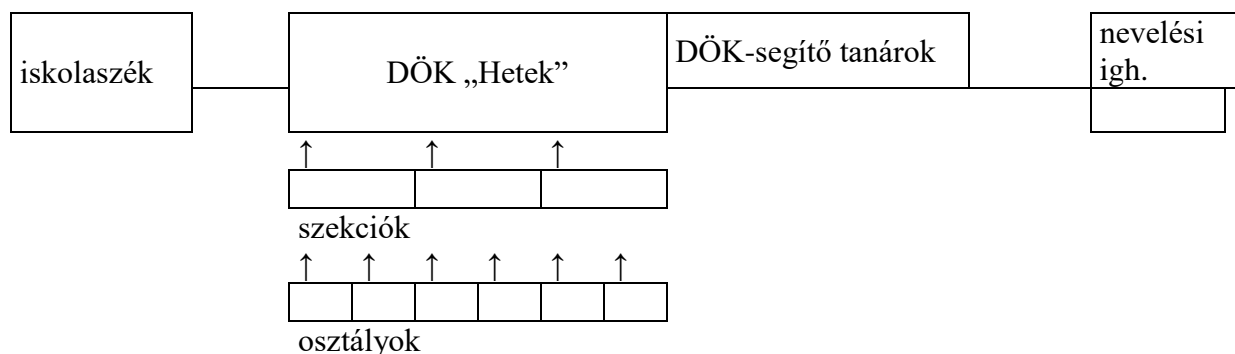 iskolaszék
DÖK „Hetek”
DÖK-segítő tanárok
nevelési
igh.
↑ ↑ ↑
szekciók
↑ ↑ ↑ ↑ ↑ ↑
osztályok